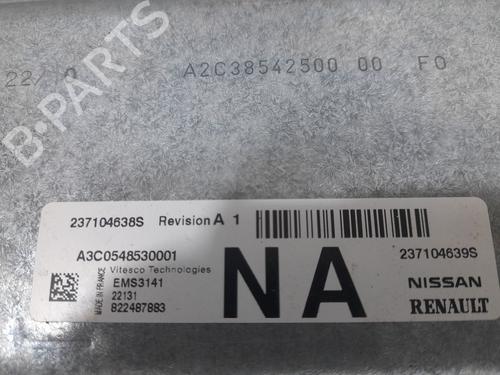 22/ 0 A2C38542500 00 F0
237104638S Revision A 1
A3C0548530001 237104639S
Vitesco Technologies
MADE IN FRANCE
EMS3141
22131
822487883
NA
NISSAN
RENAULT
B-PARTS